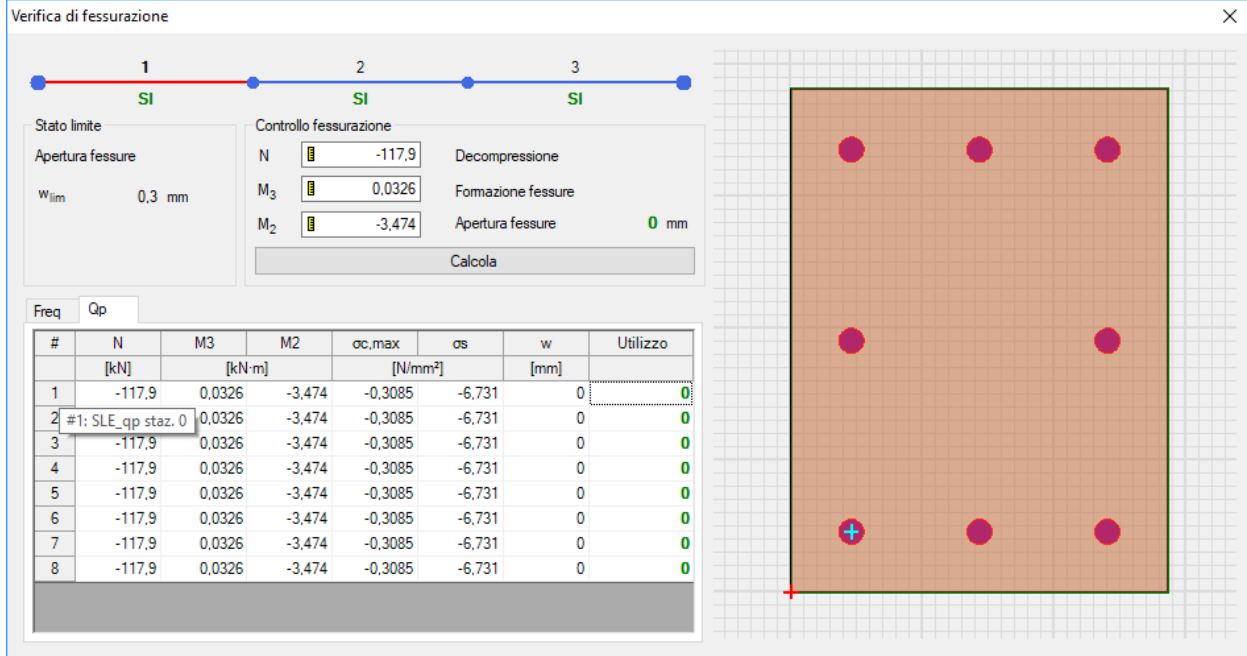 Verifica di fessurazione
1 2 3
SI SI SI
Stato limite
Apertura fessure
wlim 0,3 mm
Controllo fessurazione
N -117,9 Decompressione
M3 0,0326 Formazione fessure
M2 -3,474 Apertura fessure 0 mm
Calcola
Freq Qp
# N M3 M2 σc,max σs w Utilizzo
[kN] [kN·m] [N/mm²] [mm]
1 -117,9 0,0326 -3,474 -0,3085 -6,731 0 0
2 #1: SLE_qp staz. 0 0,0326 -3,474 -0,3085 -6,731 0 0
3 -117,9 0,0326 -3,474 -0,3085 -6,731 0 0
4 -117,9 0,0326 -3,474 -0,3085 -6,731 0 0
5 -117,9 0,0326 -3,474 -0,3085 -6,731 0 0
6 -117,9 0,0326 -3,474 -0,3085 -6,731 0 0
7 -117,9 0,0326 -3,474 -0,3085 -6,731 0 0
8 -117,9 0,0326 -3,474 -0,3085 -6,731 0 0